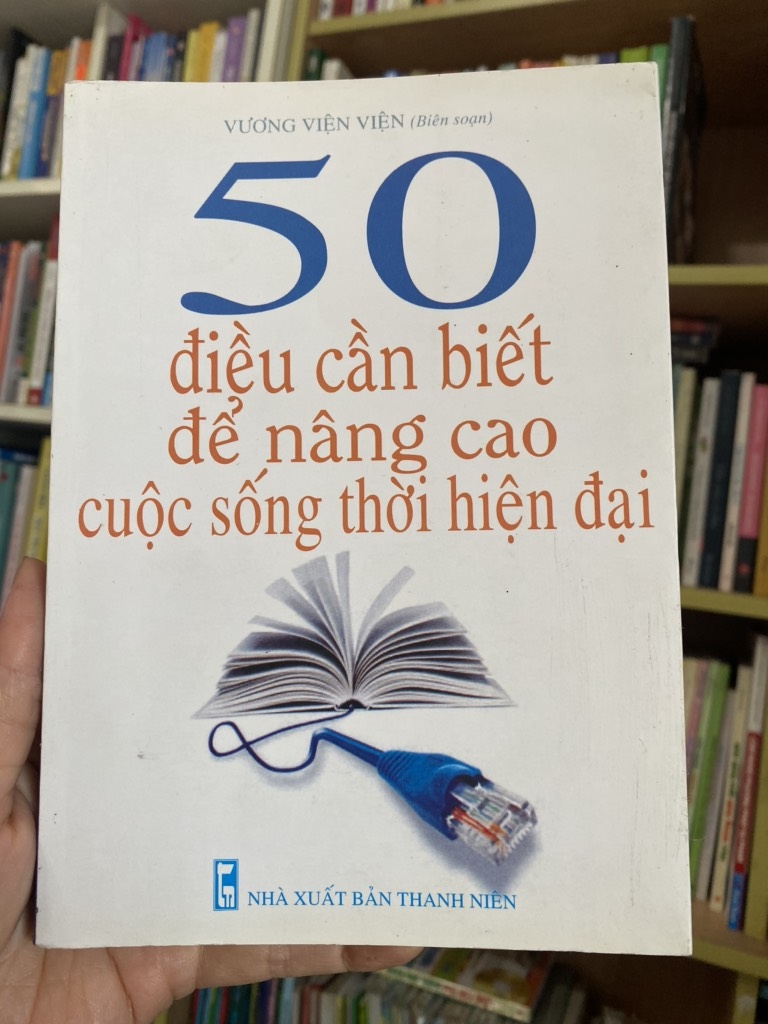 VƯƠNG VIỆN VIỆN (Biên soạn)
50
điều cần biết
để nâng cao
cuộc sống thời hiện đại
NHÀ XUẤT BẢN THANH NIÊN